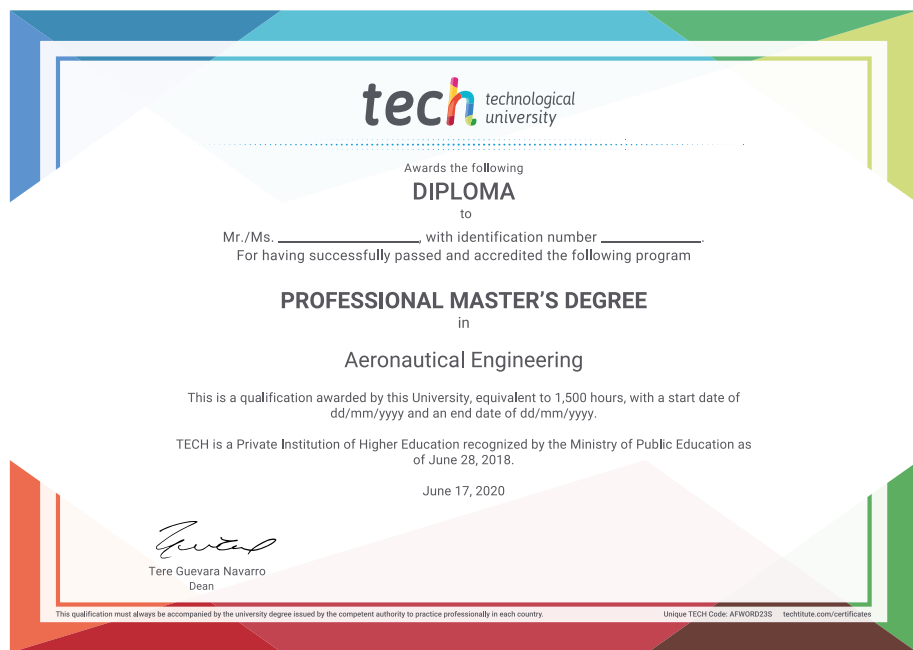 tech technological
university
Awards the following
DIPLOMA
to
Mr./Ms. ____________________, with identification number ______________.
For having successfully passed and accredited the following program
PROFESSIONAL MASTER'S DEGREE
in
Aeronautical Engineering
This is a qualification awarded by this University, equivalent to 1,500 hours, with a start date of
dd/mm/yyyy and an end date of dd/mm/yyyy.
TECH is a Private Institution of Higher Education recognized by the Ministry of Public Education as
of June 28, 2018.
June 17, 2020
Tere Guevara Navarro
Dean
This qualification must always be accompanied by the university degree issued by the competent authority to practice professionally in each country. Unique TECH Code: AFWORD23S techtitute.com/certificates